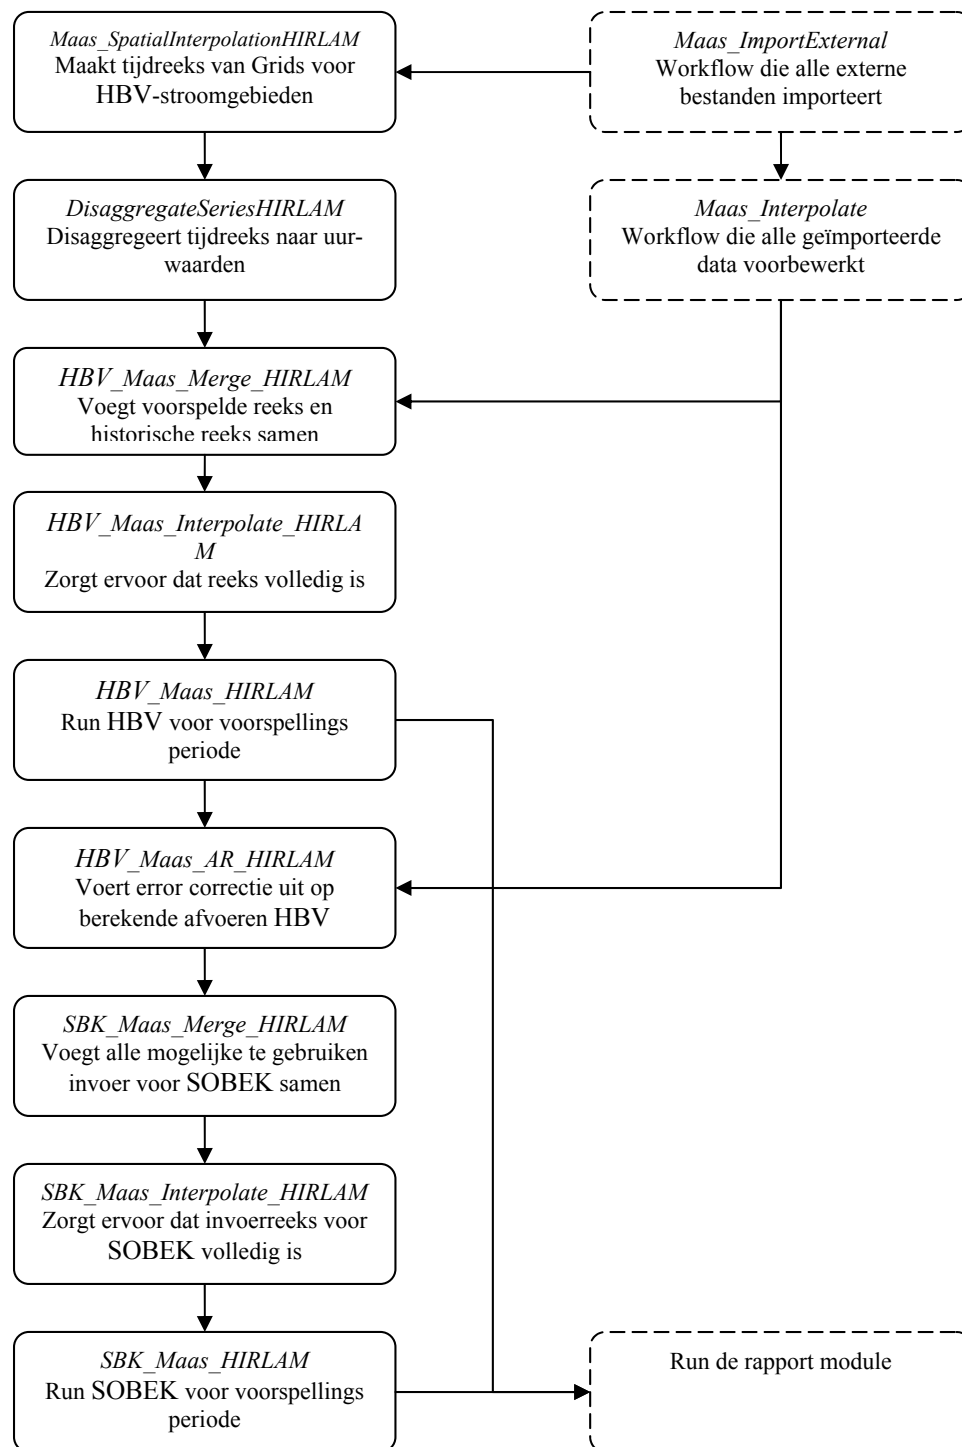 Maas_SpatialInterpolationHIRLAM
Maakt tijdreeks van Grids voor
HBV-stroomgebieden
Maas_ImportExternal
Workflow die alle externe
bestanden importeert
DisaggregateSeriesHIRLAM
Disaggregeert tijdreeks naar uur-
waarden
Maas_Interpolate
Workflow die alle geïmporteerde
data voorbewerkt
HBV_Maas_Merge_HIRLAM
Voegt voorspelde reeks en
historische reeks samen
HBV_Maas_Interpolate_HIRLA
M
Zorgt ervoor dat reeks volledig is
HBV_Maas_HIRLAM
Run HBV voor voorspellings
periode
HBV_Maas_AR_HIRLAM
Voert error correctie uit op
berekende afvoeren HBV
SBK_Maas_Merge_HIRLAM
Voegt alle mogelijke te gebruiken
invoer voor SOBEK samen
SBK_Maas_Interpolate_HIRLAM
Zorgt ervoor dat invoerreeks voor
SOBEK volledig is
SBK_Maas_HIRLAM
Run SOBEK voor voorspellings
periode
Run de rapport module